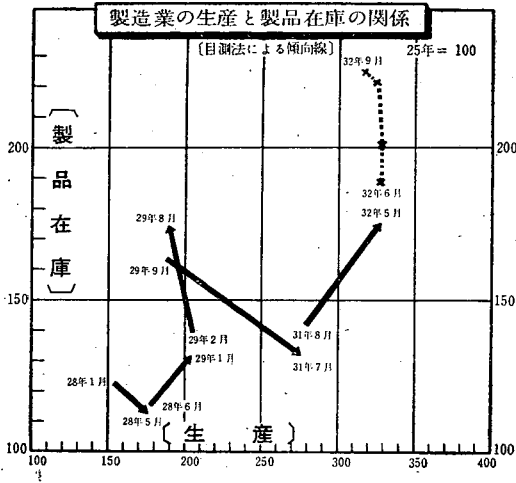 製造業の生産と製品在庫の関係
〔目測法による傾向線〕
25年=100
32年9月
200
200
〔製品在庫〕
32年6月
32年5月
29年8月
29年9月
150
150
31年8月
29年2月
29年1月
31年7月
28年1月
28年6月
28年5月
〔生産〕
100
100
100
150
200
250
300
350
400